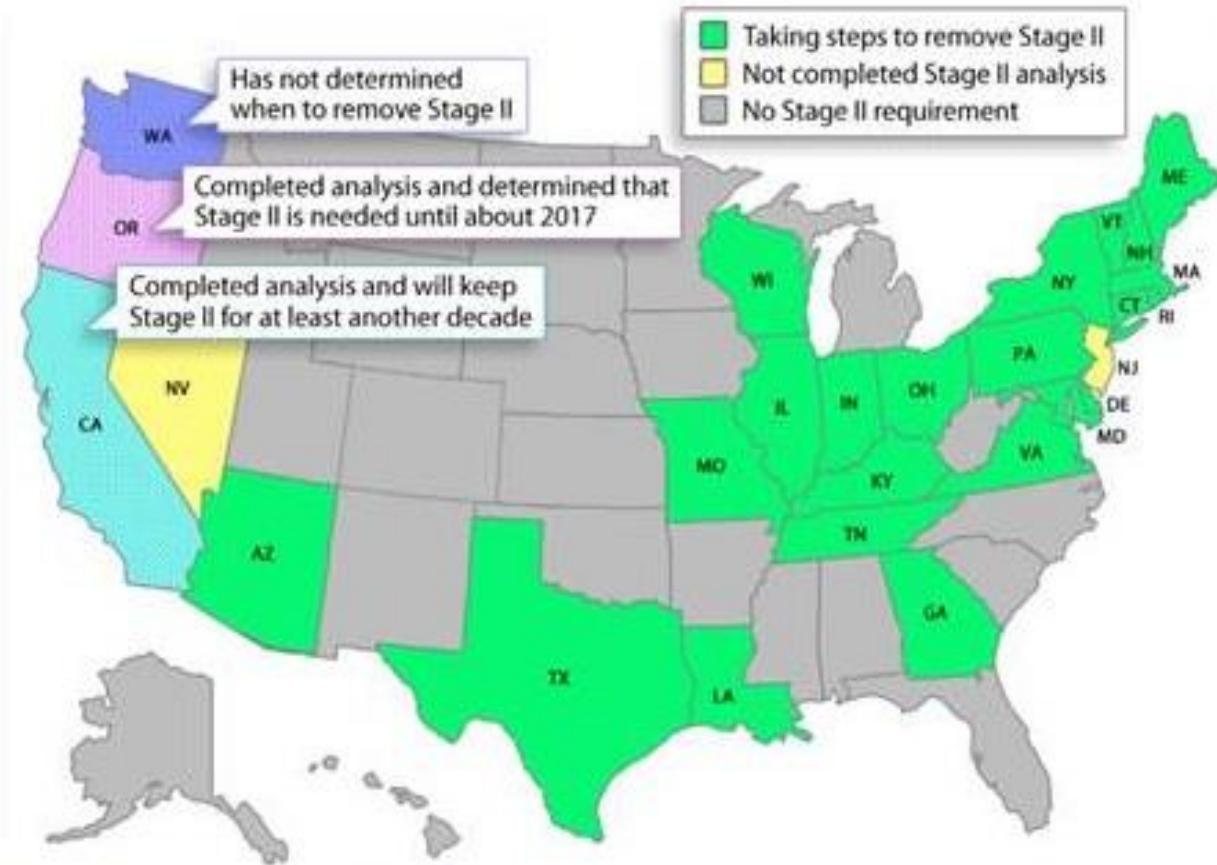 Taking steps to remove Stage II
Not completed Stage II analysis
No Stage II requirement
Has not determined
when to remove Stage II
WA
Completed analysis and determined that
Stage II is needed until about 2017
OR
Completed analysis and will keep
Stage II for at least another decade
NV
CA
AZ
TX
LA
MO
WI
IL
IN
OH
KY
TN
GA
VA
PA
NY
VT
NH
ME
MA
CT
RI
NJ
DE
MD